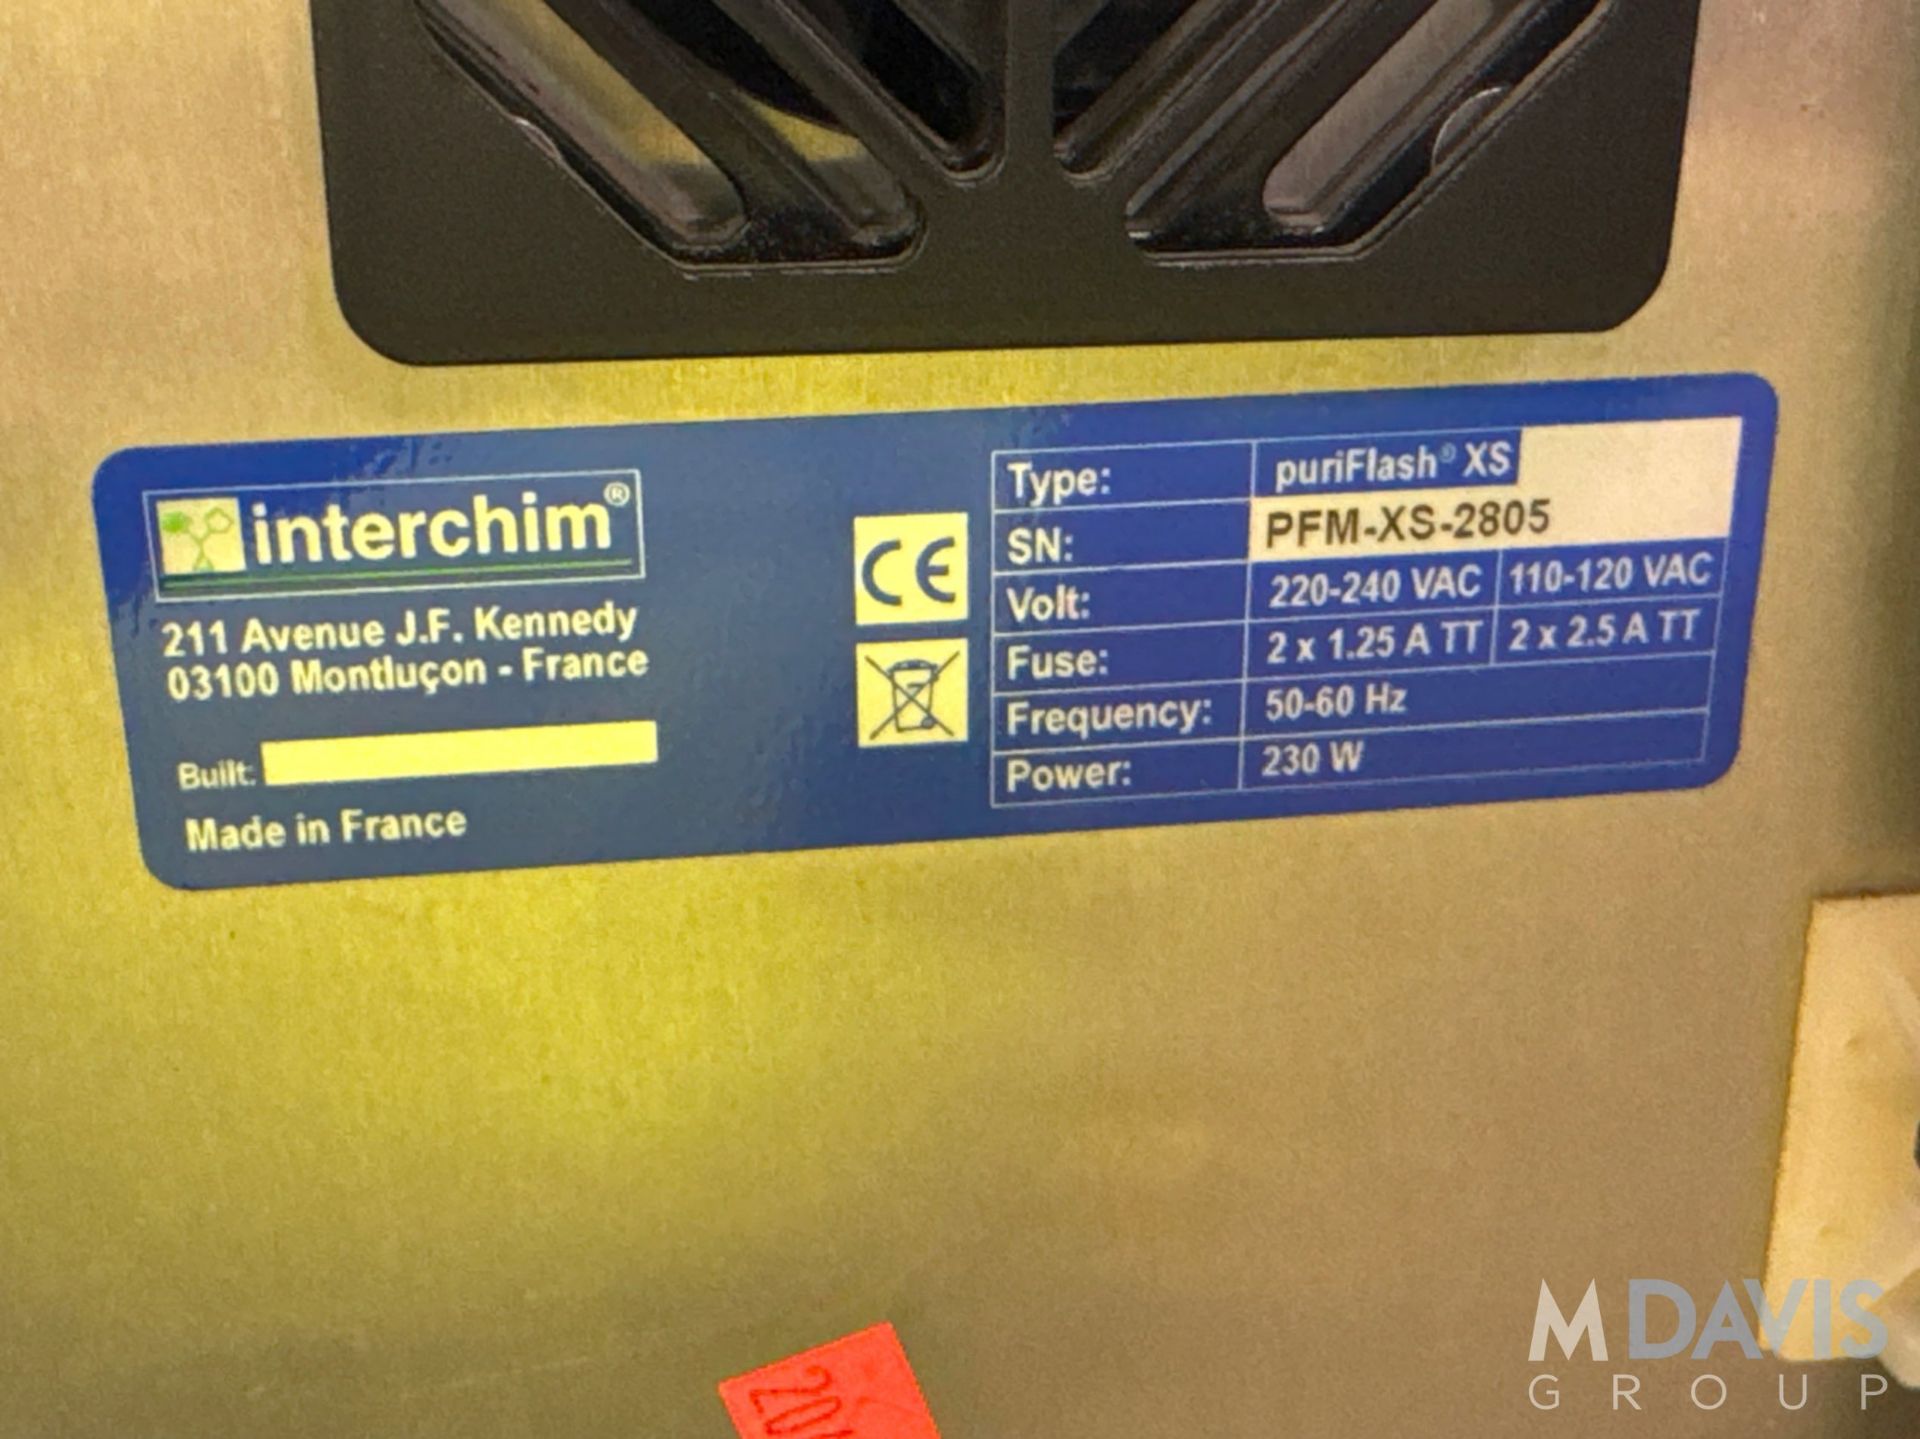 interchim®
211 Avenue J.F. Kennedy
03100 Montluçon - France
Built:
Made in France
CE
Type: puriFlash® XS
SN: PFM-XS-2805
Volt: 220-240 VAC 110-120 VAC
Fuse: 2 x 1.25 A TT 2 x 2.5 A TT
Frequency: 50-60 Hz
Power: 230 W
M DAVIS
GROUP